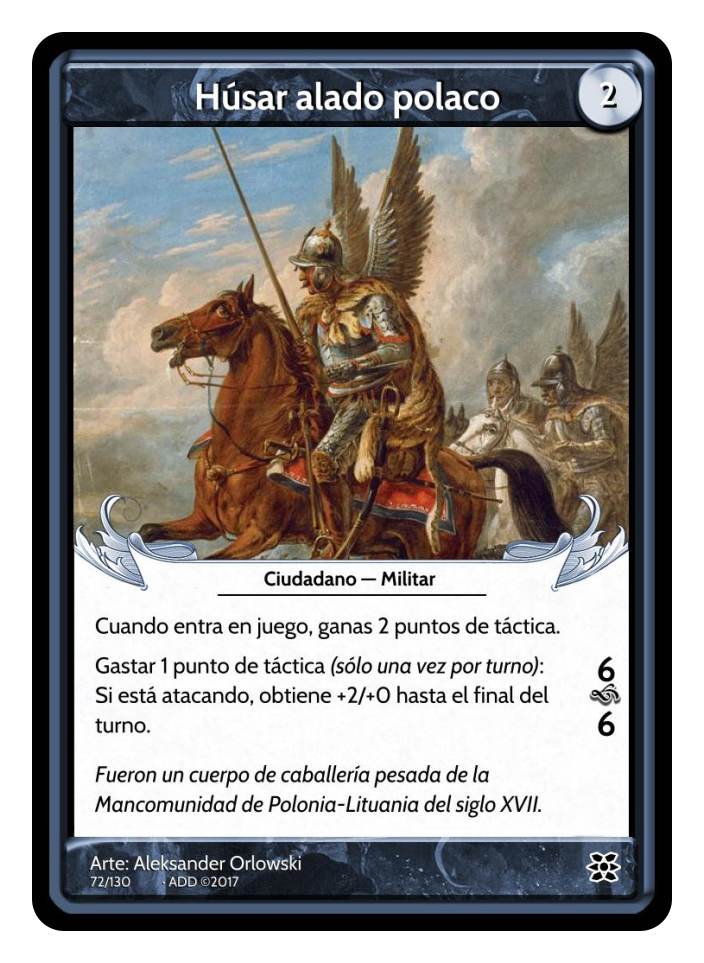 Húsar alado polaco
2
Ciudadano — Militar
Cuando entra en juego, ganas 2 puntos de táctica.
Gastar 1 punto de táctica (sólo una vez por turno):
Si está atacando, obtiene +2/+0 hasta el final del
turno.
6
6
Fueron un cuerpo de caballería pesada de la
Mancomunidad de Polonia-Lituania del siglo XVII.
Arte: Aleksander Orlowski
72/130 · ADD ©2017